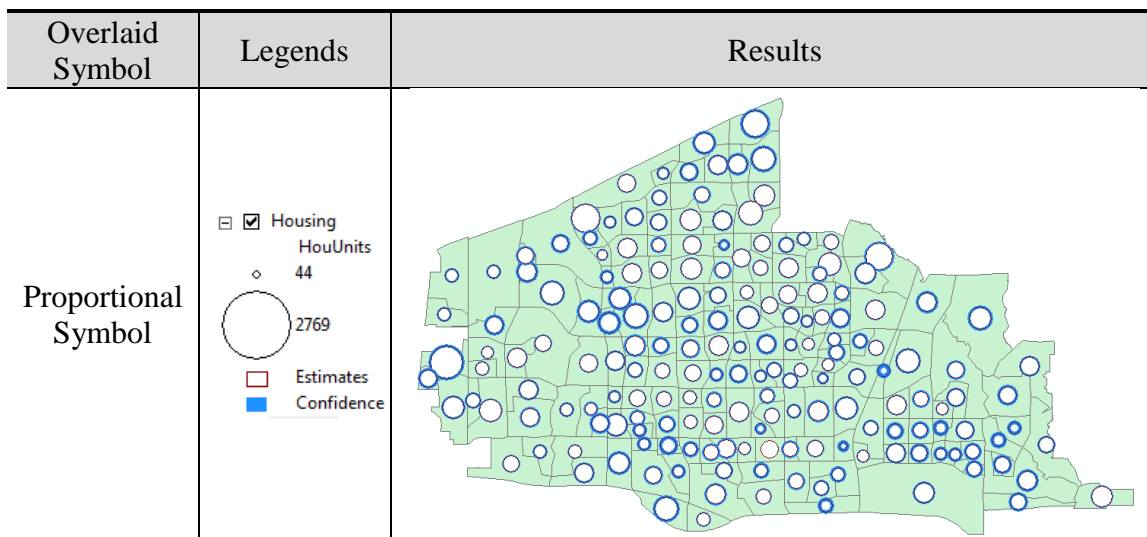 Overlaid
Symbol
Legends
Results
Proportional
Symbol
Housing
HouUnits
44
2769
Estimates
Confidence